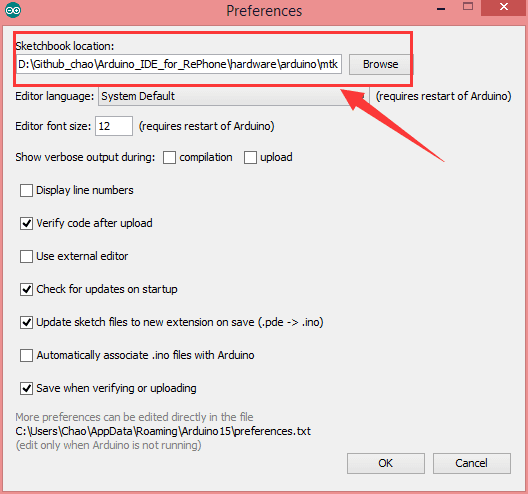 Preferences
Sketchbook location:
D:\Github_chao\Arduino_IDE_for_RePhone\hardware\arduino\mtk Browse
Editor language: System Default (requires restart of Arduino)
Editor font size: 12 (requires restart of Arduino)
Show verbose output during: compilation upload
Display line numbers
Verify code after upload
Use external editor
Check for updates on startup
Update sketch files to new extension on save (.pde -> .ino)
Automatically associate .ino files with Arduino
Save when verifying or uploading
More preferences can be edited directly in the file
C:\Users\Chao\AppData\Roaming\Arduino15\preferences.txt
(edit only when Arduino is not running)
OK Cancel